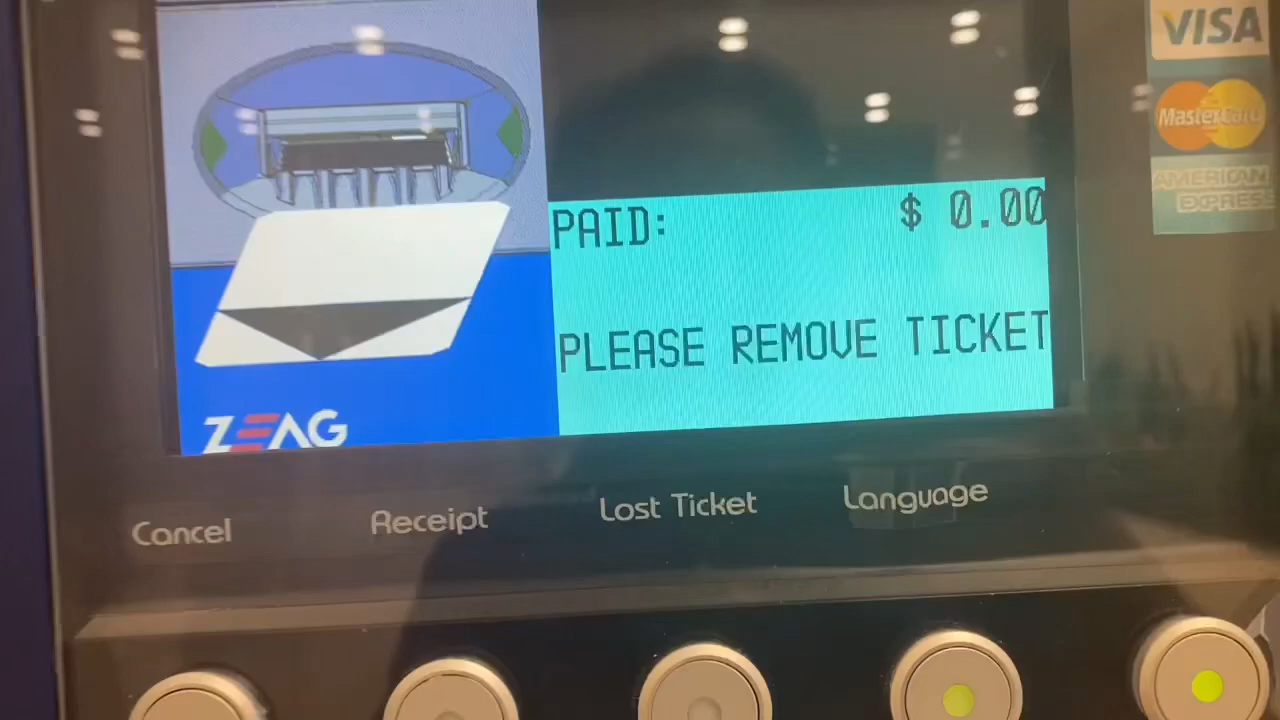 VISA
MasterCard
AMERICAN EXPRESS
PAID: $ 0.00
PLEASE REMOVE TICKET
ZEAG
Cancel Receipt Lost Ticket Language